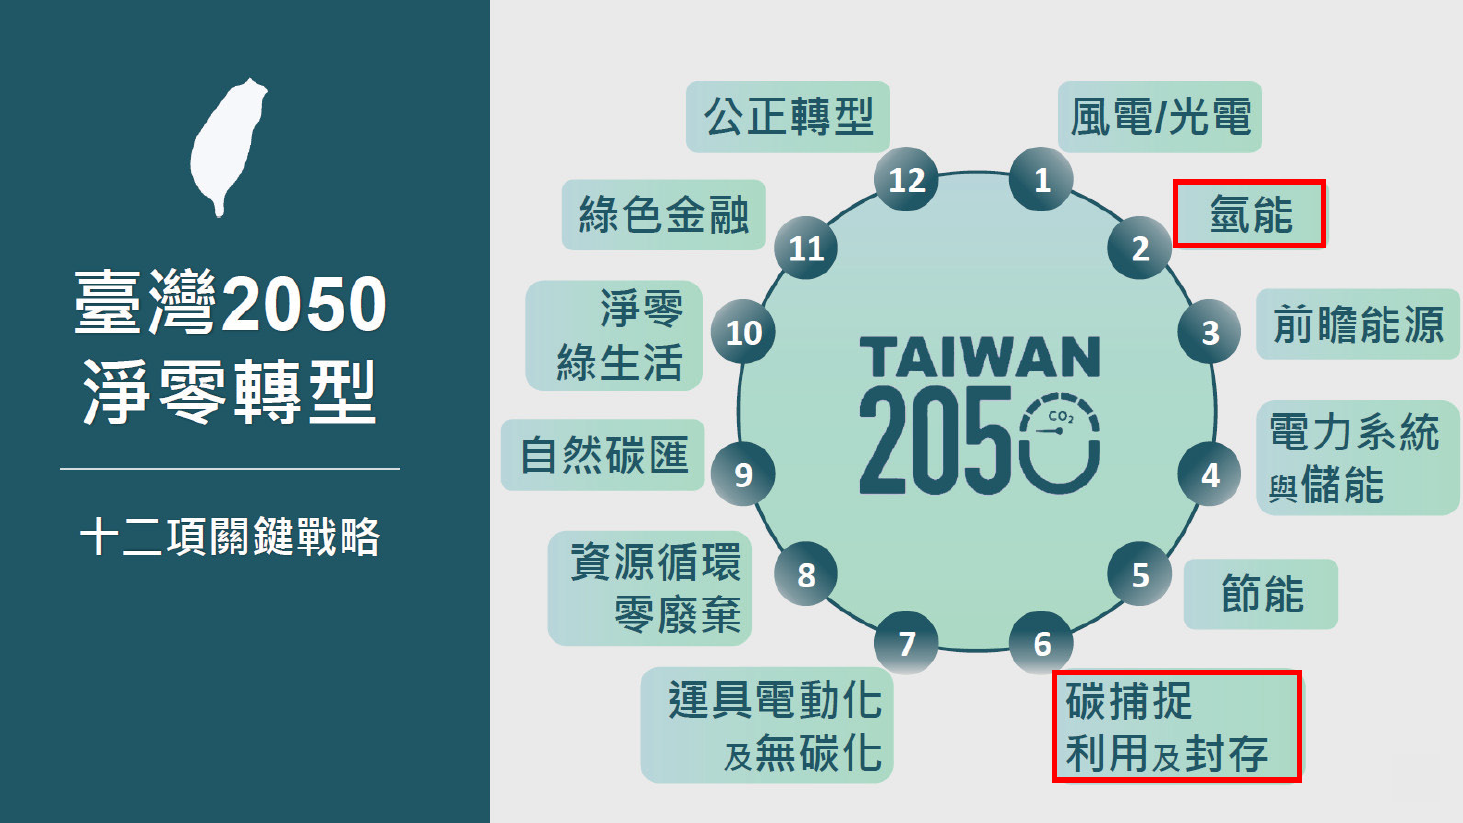 臺灣2050
淨零轉型
十二項關鍵戰略
TAIWAN
2050
CO2
1
風電/光電
2
氫能
3
前瞻能源
4
電力系統
與儲能
5
節能
6
碳捕捉
利用及封存
7
運具電動化
及無碳化
8
資源循環
零廢棄
9
自然碳匯
10
淨零
綠生活
11
綠色金融
12
公正轉型